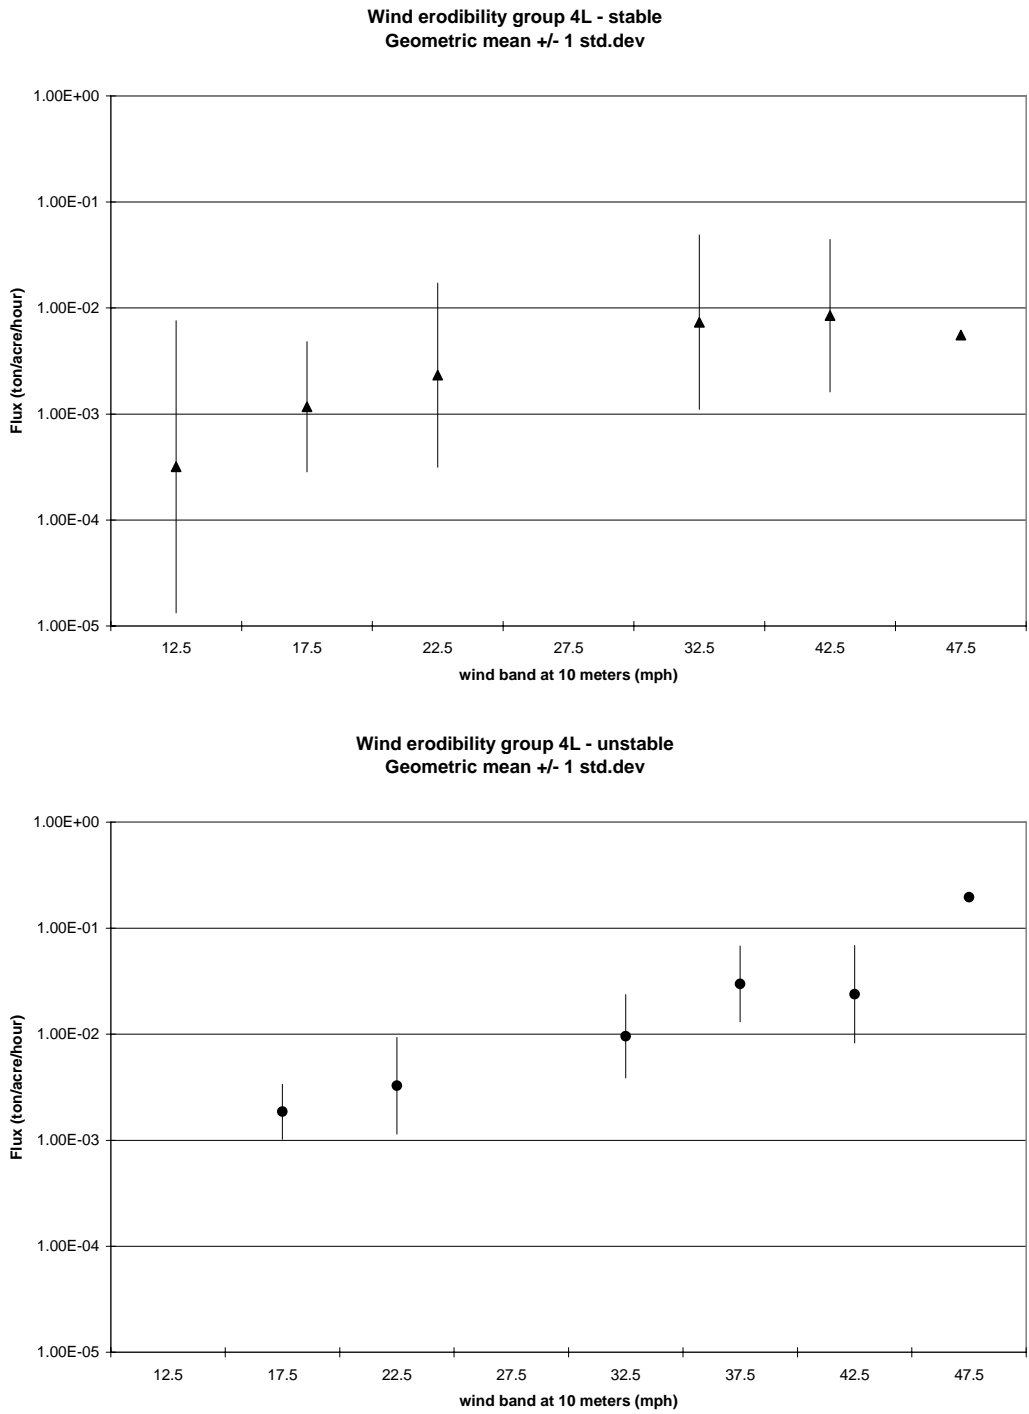 Wind erodibility group 4L - stable
Geometric mean +/- 1 std.dev
1.00E+00
1.00E-01
1.00E-02
1.00E-03
1.00E-04
1.00E-05
Flux (ton/acre/hour)
12.5 17.5 22.5 27.5 32.5 42.5 47.5
wind band at 10 meters (mph)
Wind erodibility group 4L - unstable
Geometric mean +/- 1 std.dev
1.00E+00
1.00E-01
1.00E-02
1.00E-03
1.00E-04
1.00E-05
Flux (ton/acre/hour)
12.5 17.5 22.5 27.5 32.5 37.5 42.5 47.5
wind band at 10 meters (mph)